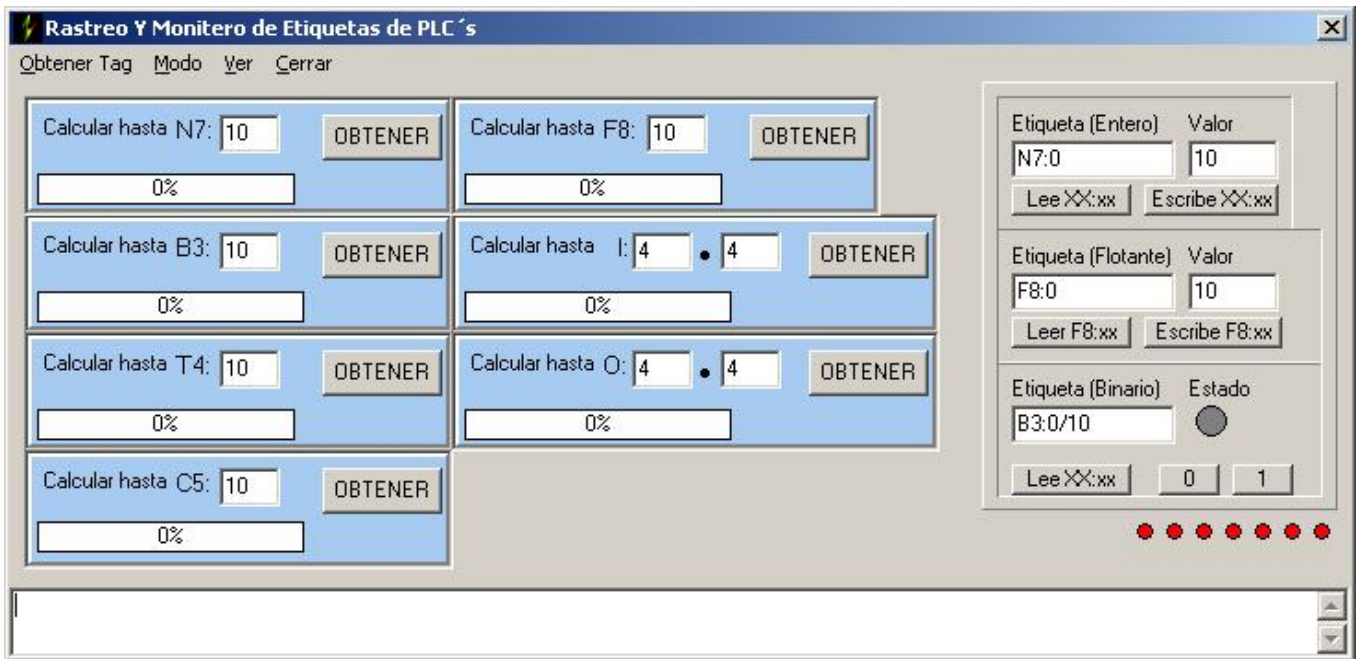 Rastreo Y Monitero de Etiquetas de PLC´s
Obtener Tag Modo Ver Cerrar
Calcular hasta N7: 10 OBTENER
0%
Calcular hasta F8: 10 OBTENER
0%
Calcular hasta B3: 10 OBTENER
0%
Calcular hasta I: 4 • 4 OBTENER
0%
Calcular hasta T4: 10 OBTENER
0%
Calcular hasta O: 4 • 4 OBTENER
0%
Calcular hasta C5: 10 OBTENER
0%
Etiqueta (Entero) Valor
N7:0 10
Lee XX:xx Escribe XX:xx
Etiqueta (Flotante) Valor
F8:0 10
Leer F8:xx Escribe F8:xx
Etiqueta (Binario) Estado
B3:0/10
Lee XX:xx 0 1